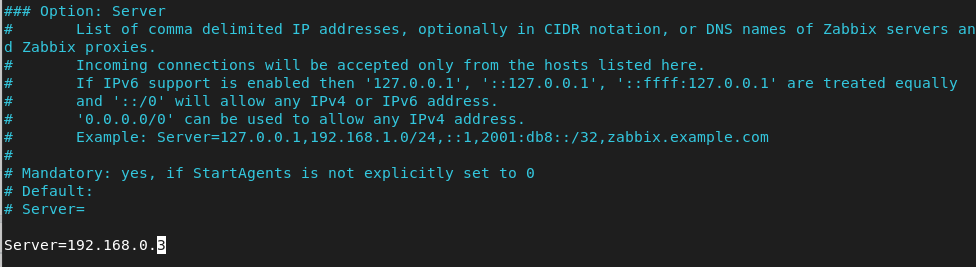 ### Option: Server
#       List of comma delimited IP addresses, optionally in CIDR notation, or DNS names of Zabbix servers an
d Zabbix proxies.
#       Incoming connections will be accepted only from the hosts listed here.
#       If IPv6 support is enabled then '127.0.0.1', '::127.0.0.1', '::ffff:127.0.0.1' are treated equally
#       and '::/0' will allow any IPv4 or IPv6 address.
#       '0.0.0.0/0' can be used to allow any IPv4 address.
#       Example: Server=127.0.0.1,192.168.1.0/24,::1,2001:db8::/32,zabbix.example.com
#
# Mandatory: yes, if StartAgents is not explicitly set to 0
# Default:
# Server=

Server=192.168.0.3